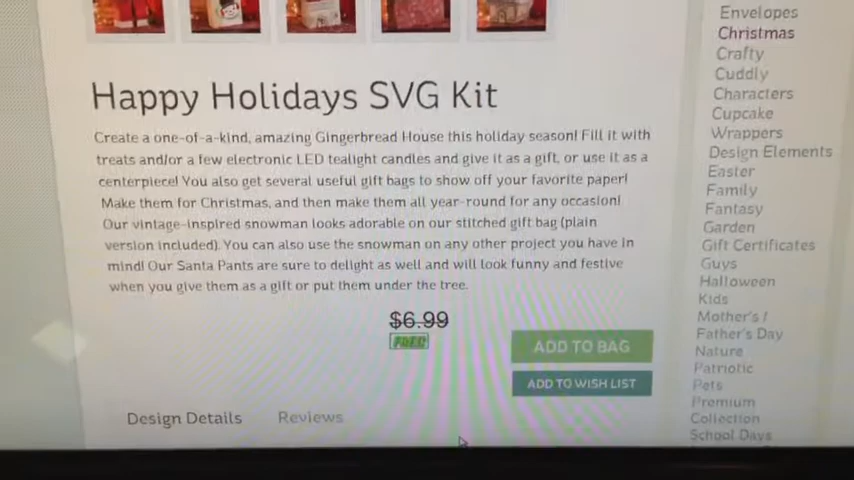 Happy Holidays SVG Kit
Create a one-of-a-kind, amazing Gingerbread House this holiday season! Fill it with
treats and/or a few electronic LED tealight candles and give it as a gift, or use it as a
centerpiece! You also get several useful gift bags to show off your favorite paper!
Make them for Christmas, and then make them all year-round for any occasion!
Our vintage-inspired snowman looks adorable on our stitched gift bag (plain
version included). You can also use the snowman on any other project you have in
mind! Our Santa Pants are sure to delight as well and will look funny and festive
when you give them as a gift or put them under the tree.
$6.99
FREE
ADD TO BAG
ADD TO WISH LIST
Design Details
Reviews
Envelopes
Christmas
Crafty
Cuddly
Characters
Cupcake
Wrappers
Design Elements
Easter
Family
Fantasy
Garden
Gift Certificates
Guys
Halloween
Kids
Mother's /
Father's Day
Nature
Patriotic
Pets
Premium
Collection
School Days